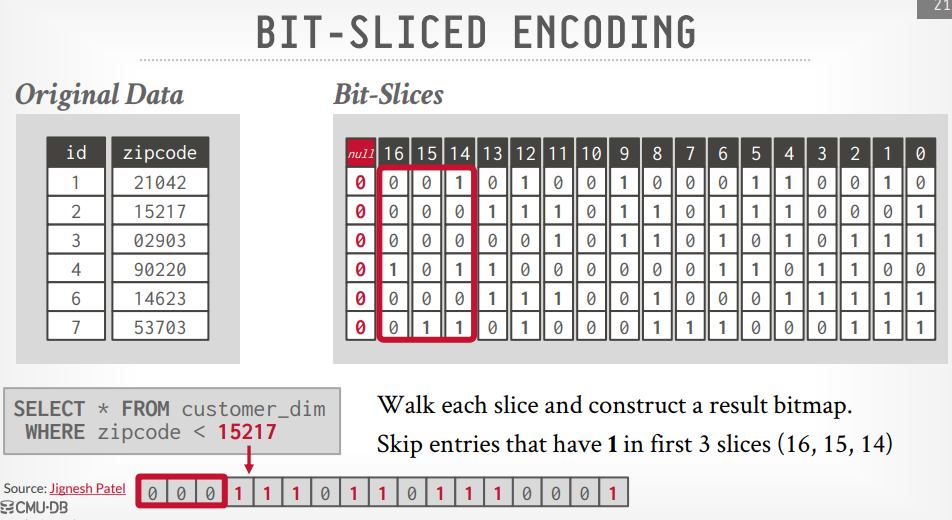 21
BIT-SLICED ENCODING
Original Data
Bit-Slices
id zipcode
1 21042
2 15217
3 02903
4 90220
6 14623
7 53703
null 16 15 14 13 12 11 10 9 8 7 6 5 4 3 2 1 0
0 0 0 1 0 1 0 0 1 0 0 0 1 1 0 0 1 0
0 0 0 0 1 1 1 0 1 1 0 1 1 1 0 0 0 1
0 0 0 0 0 0 1 0 1 1 0 1 0 1 0 1 1 1
0 1 0 1 1 0 0 0 0 0 0 1 1 0 1 1 0 0
0 0 0 0 1 1 1 0 0 1 0 0 0 1 1 1 1 1
0 0 1 1 0 1 0 0 0 1 1 1 0 0 0 1 1 1
SELECT * FROM customer_dim
WHERE zipcode < 15217
Walk each slice and construct a result bitmap.
Skip entries that have 1 in first 3 slices (16, 15, 14)
Source: Jignesh Patel
0 0 0 1 1 1 0 1 1 0 1 1 1 0 0 0 1
CMU·DB